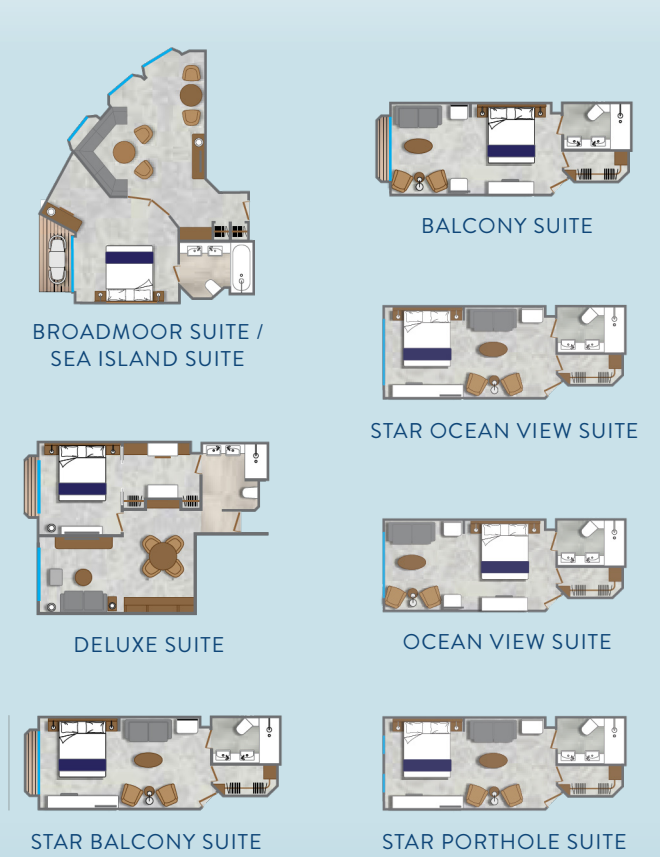 BROADMOOR SUITE /
SEA ISLAND SUITE
DELUXE SUITE
STAR BALCONY SUITE
BALCONY SUITE
STAR OCEAN VIEW SUITE
OCEAN VIEW SUITE
STAR PORTHOLE SUITE